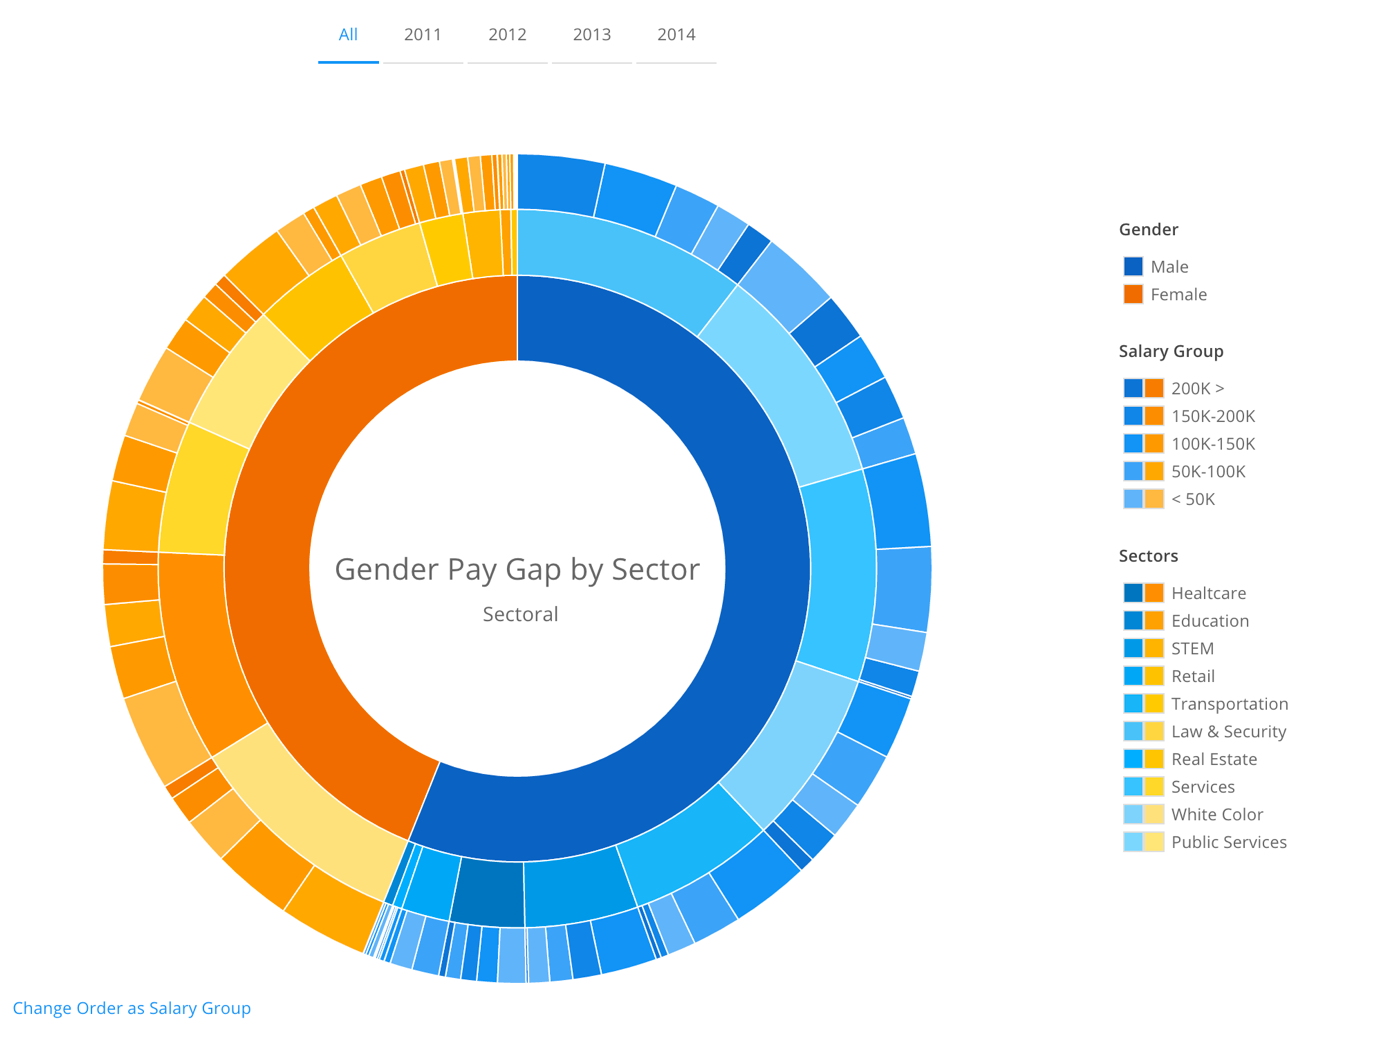 All 2011 2012 2013 2014
Gender Pay Gap by Sector
Sectoral
Gender
Male
Female
Salary Group
200K >
150K-200K
100K-150K
50K-100K
< 50K
Sectors
Healtcare
Education
STEM
Retail
Transportation
Law & Security
Real Estate
Services
White Color
Public Services
Change Order as Salary Group